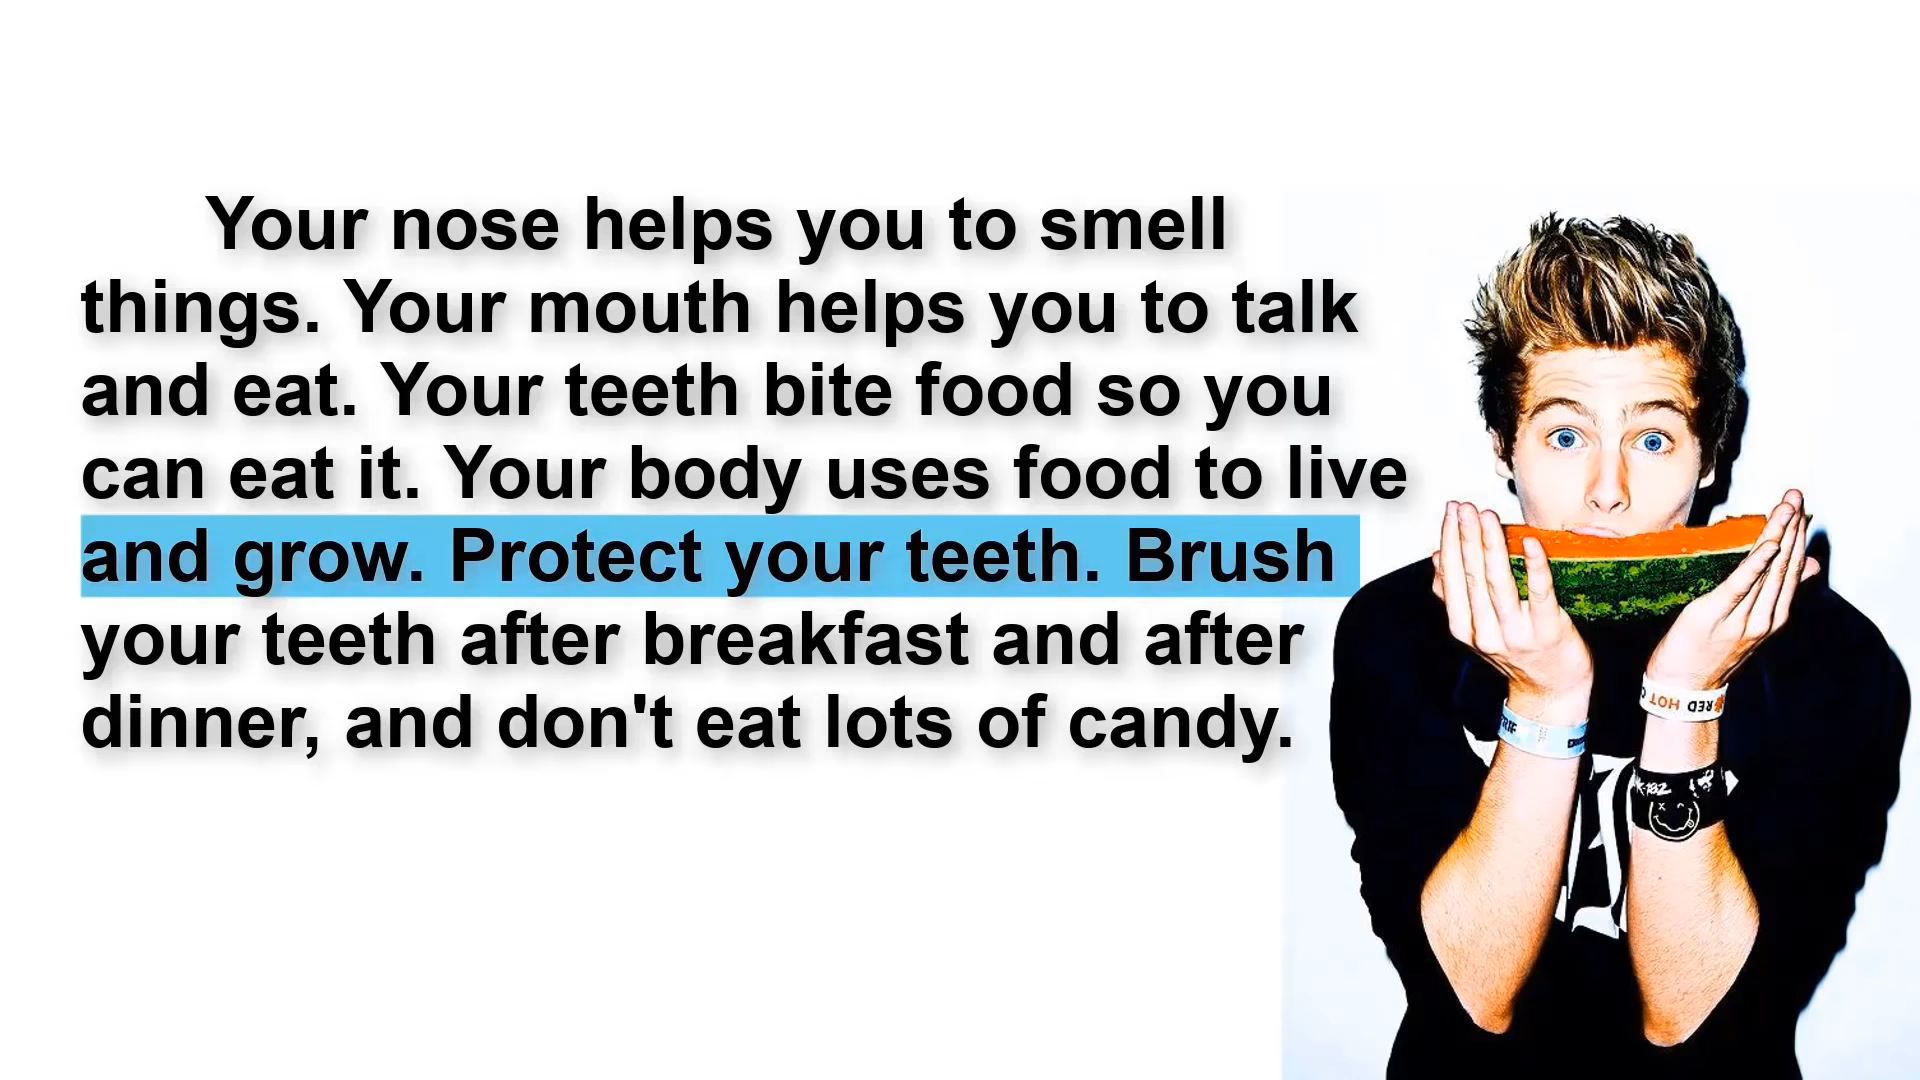 Your nose helps you to smell
things. Your mouth helps you to talk
and eat. Your teeth bite food so you
can eat it. Your body uses food to live
and grow. Protect your teeth. Brush
your teeth after breakfast and after
dinner, and don't eat lots of candy.
RED HOT